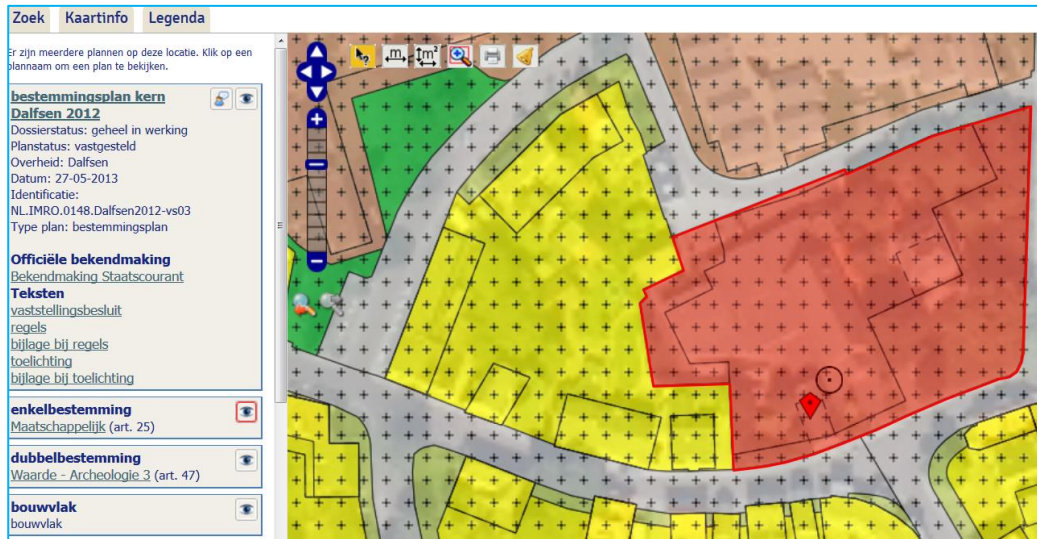 Zoek Kaartinfo Legenda
Er zijn meerdere plannen op deze locatie. Klik op een
plannaam om een plan te bekijken.
bestemmingsplan kern
Dalfsen 2012
Dossierstatus: geheel in werking
Planstatus: vastgesteld
Overheid: Dalfsen
Datum: 27-05-2013
Identificatie:
NL.IMRO.0148.Dalfsen2012-vs03
Type plan: bestemmingsplan
Officiële bekendmaking
Bekendmaking Staatscourant
Teksten
vaststellingsbesluit
regels
bijlage bij regels
toelichting
bijlage bij toelichting
enkelbestemming
Maatschappelijk (art. 25)
dubbelbestemming
Waarde - Archeologie 3 (art. 47)
bouwvlak
bouwvlak
? m m²